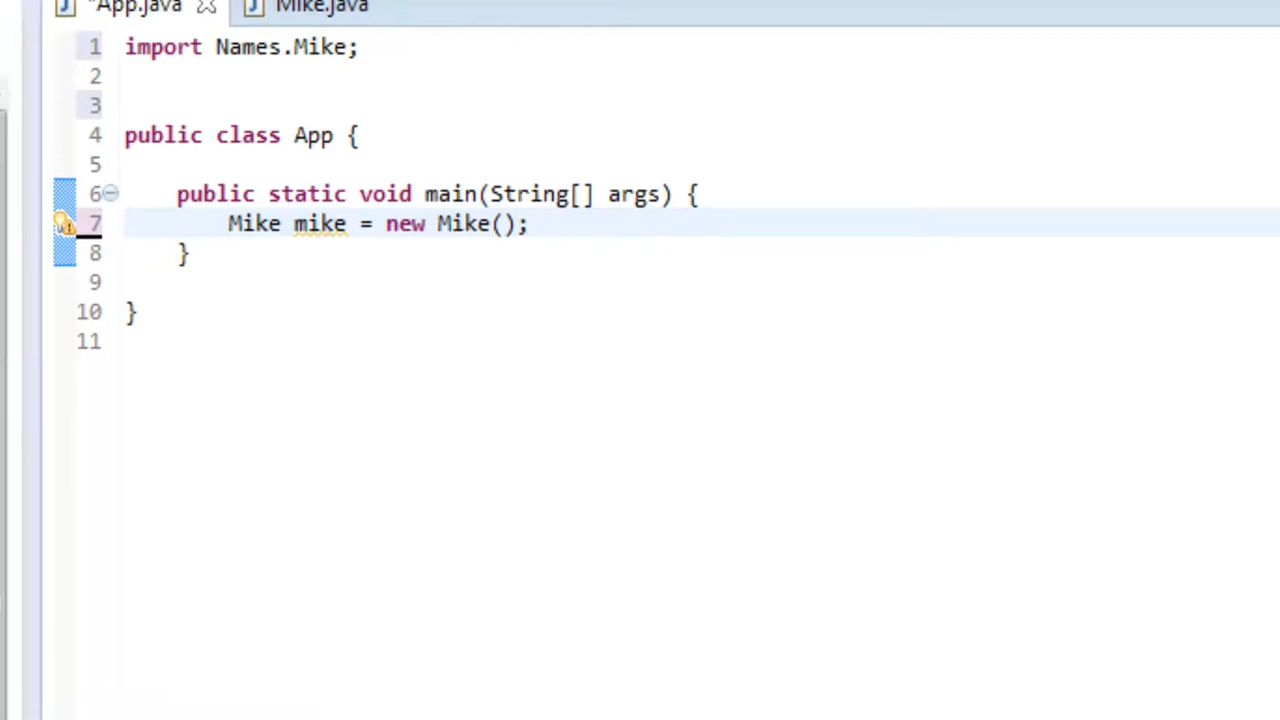 *App.java Mike.java
1 import Names.Mike;
2
3
4 public class App {
5
6 public static void main(String[] args) {
7 Mike mike = new Mike();
8 }
9
10 }
11